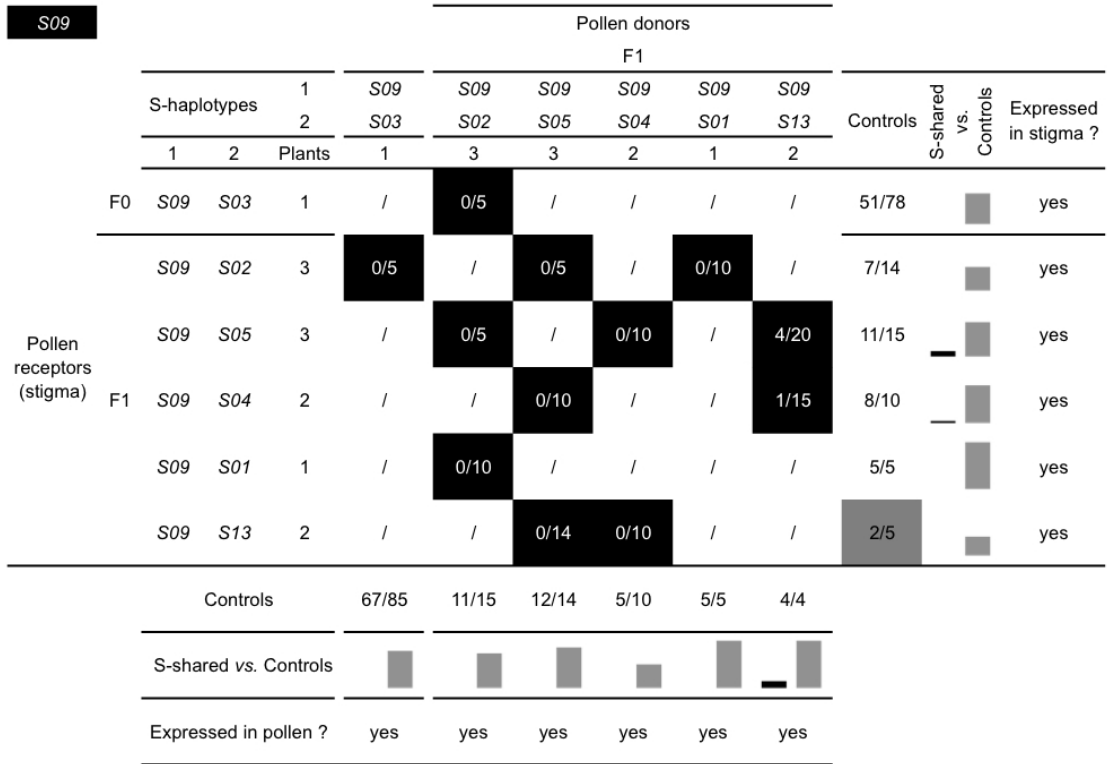 S09
Pollen donors
F1
S-haplotypes 1 S09 S09 S09 S09 S09 S09
2 S03 S02 S05 S04 S01 S13 Controls S-shared vs. Controls Expressed in stigma ?
1 2 Plants 1 3 3 2 1 2
F0 S09 S03 1 / 0/5 / / / / 51/78 yes
S09 S02 3 0/5 / 0/5 / 0/10 / 7/14 yes
S09 S05 3 / 0/5 / 0/10 / 4/20 11/15 yes
Pollen receptors (stigma)
F1 S09 S04 2 / / 0/10 / / 1/15 8/10 yes
S09 S01 1 / 0/10 / / / / 5/5 yes
S09 S13 2 / / 0/14 0/10 / / 2/5 yes
Controls 67/85 11/15 12/14 5/10 5/5 4/4
S-shared vs. Controls
Expressed in pollen ? yes yes yes yes yes yes